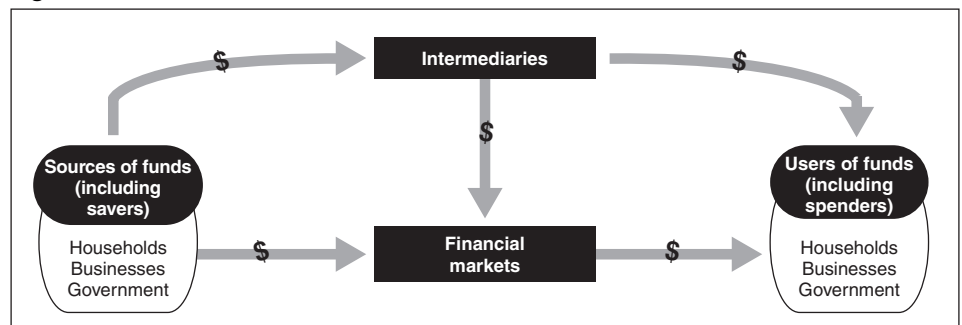 $
Intermediaries
$
$
Sources of funds
(including
savers)
Households
Businesses
Government
$
Financial
markets
$
Users of funds
(including
spenders)
Households
Businesses
Government